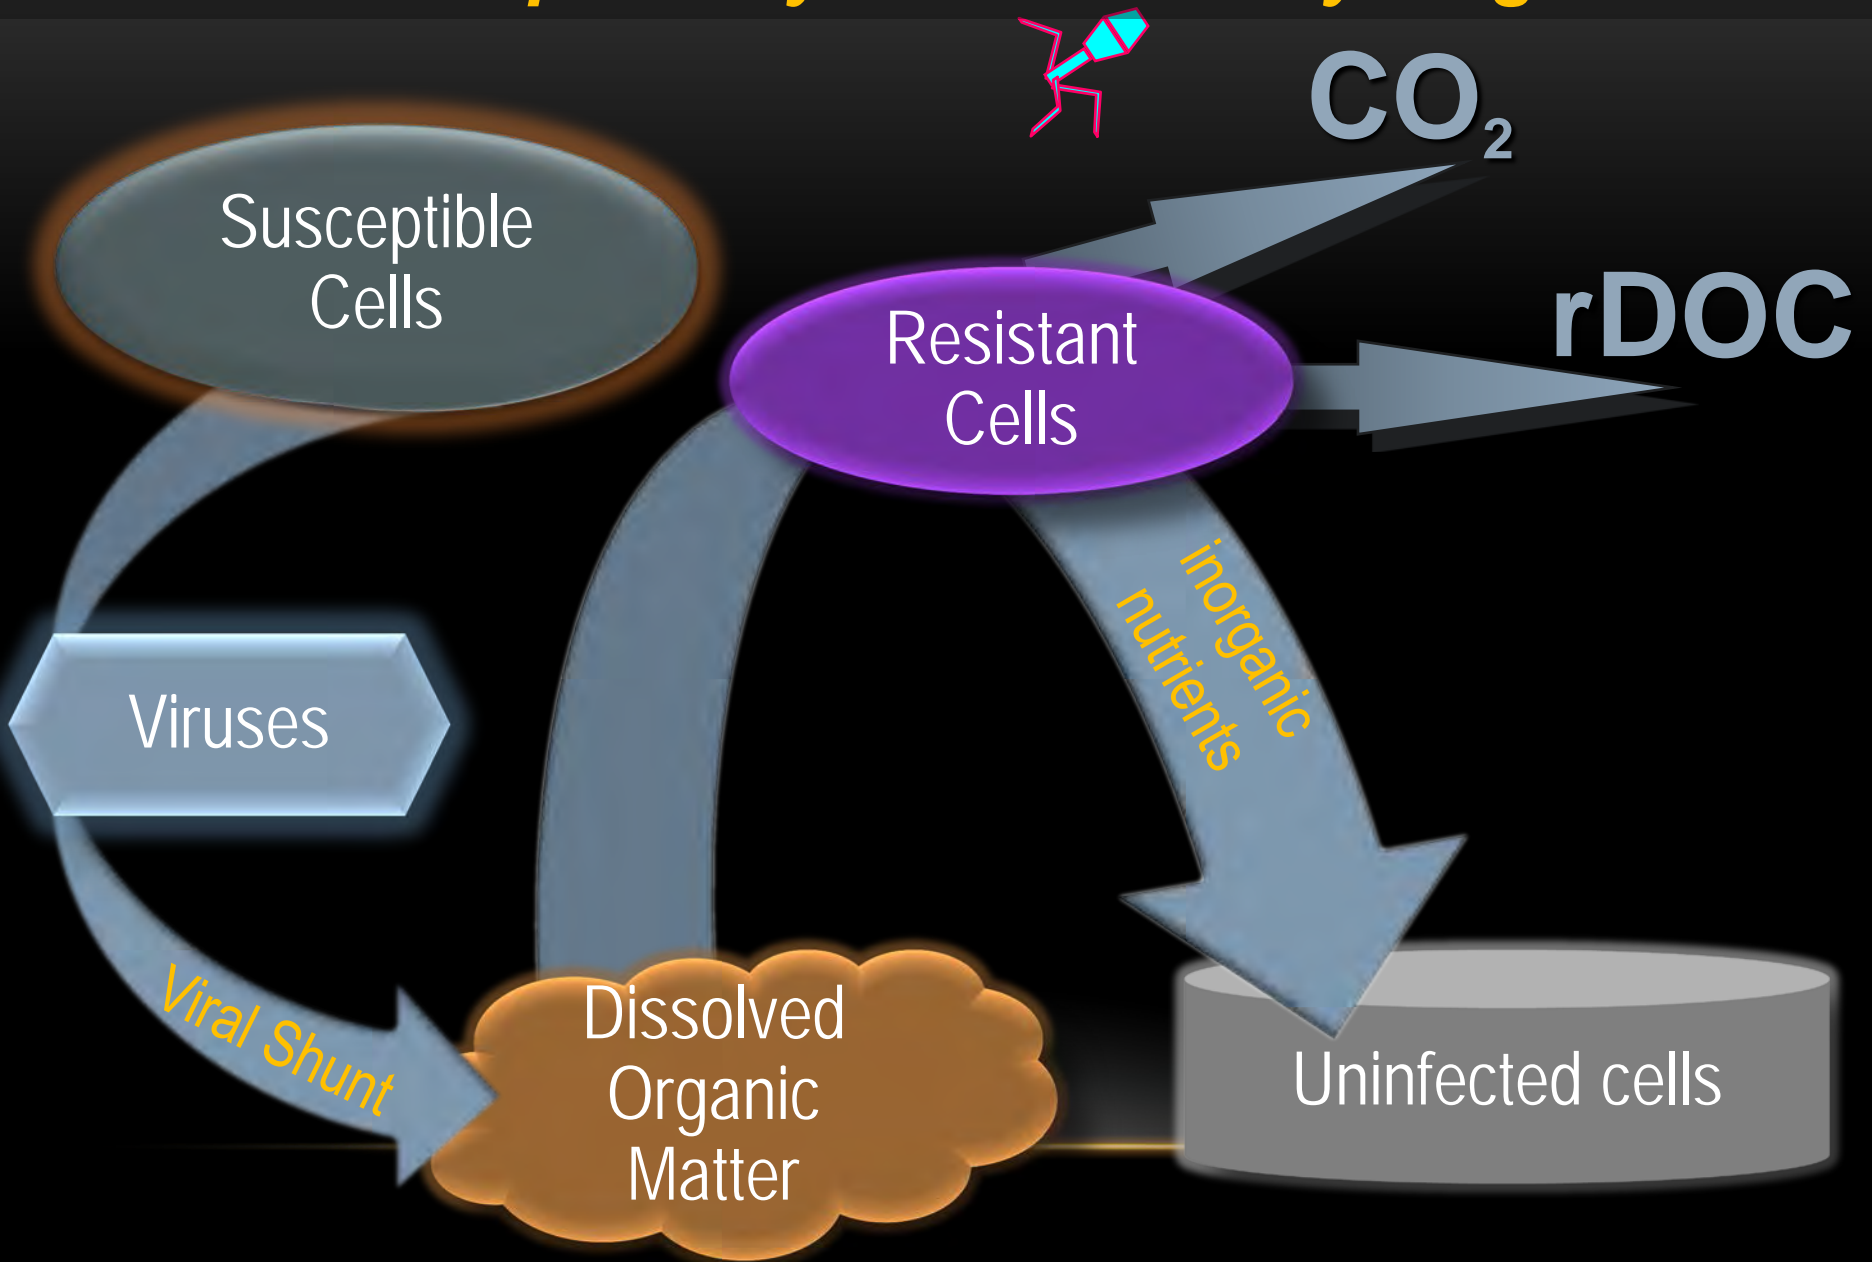 CO₂
Susceptible
Cells
rDOC
Resistant
Cells
inorganic
nutrients
Viruses
Viral Shunt
Dissolved
Organic
Matter
Uninfected cells